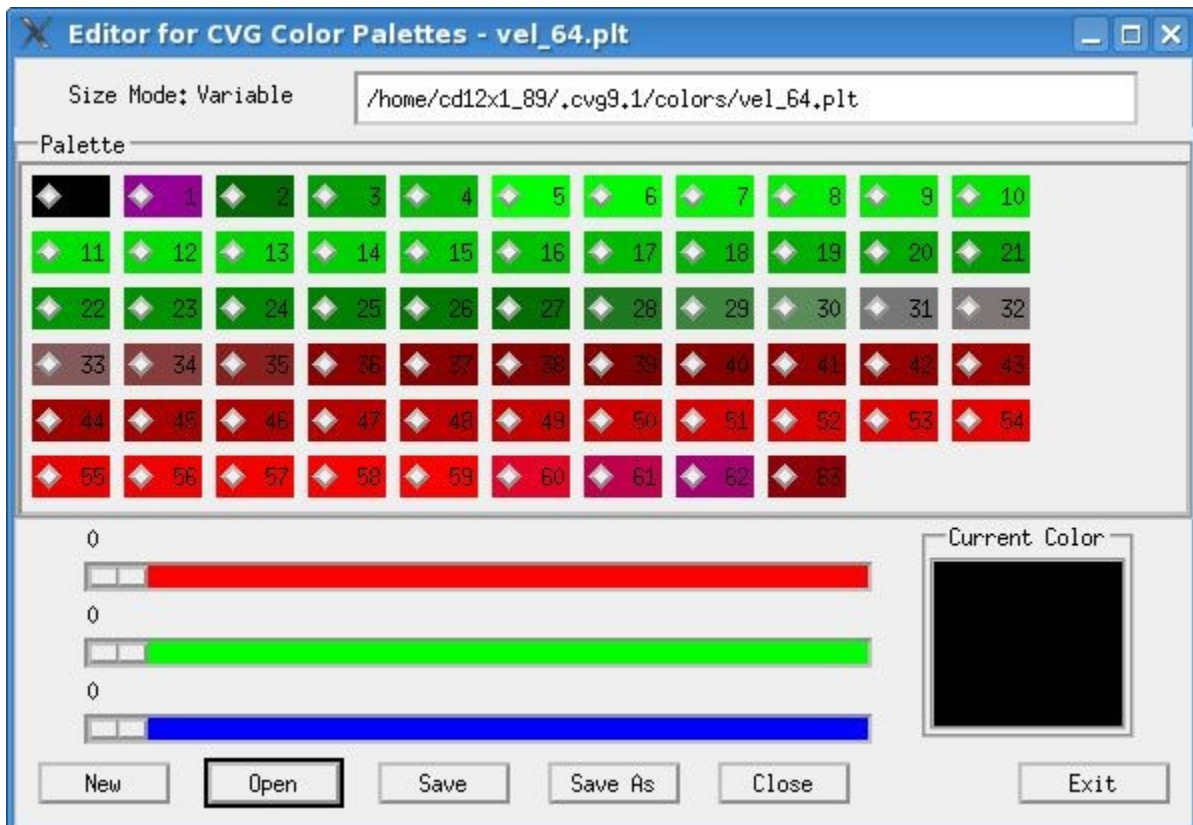 Editor for CVG Color Palettes - vel_64.plt
Size Mode: Variable /home/cd12x1_89/.cvg9.1/colors/vel_64.plt
Palette
1 2 3 4 5 6 7 8 9 10
11 12 13 14 15 16 17 18 19 20 21
22 23 24 25 26 27 28 29 30 31 32
33 34 35 36 37 38 39 40 41 42 43
44 45 46 47 48 49 50 51 52 53 54
55 56 57 58 59 60 61 62 63
0
Current Color
0
0
New Open Save Save As Close Exit